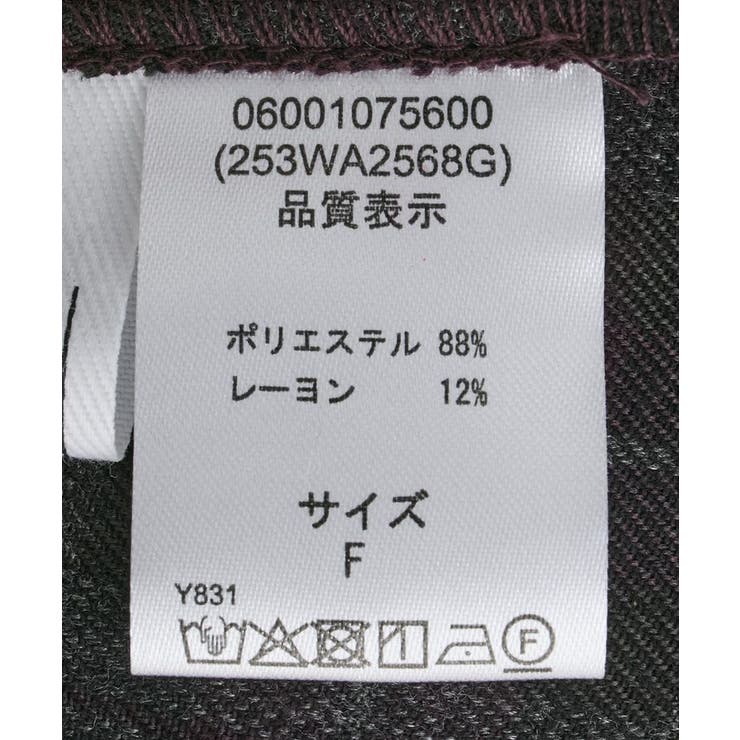 06001075600
(253WA2568G)
品質表示
ポリエステル 88%
レーヨン 12%
サイズ
F
Y831
F